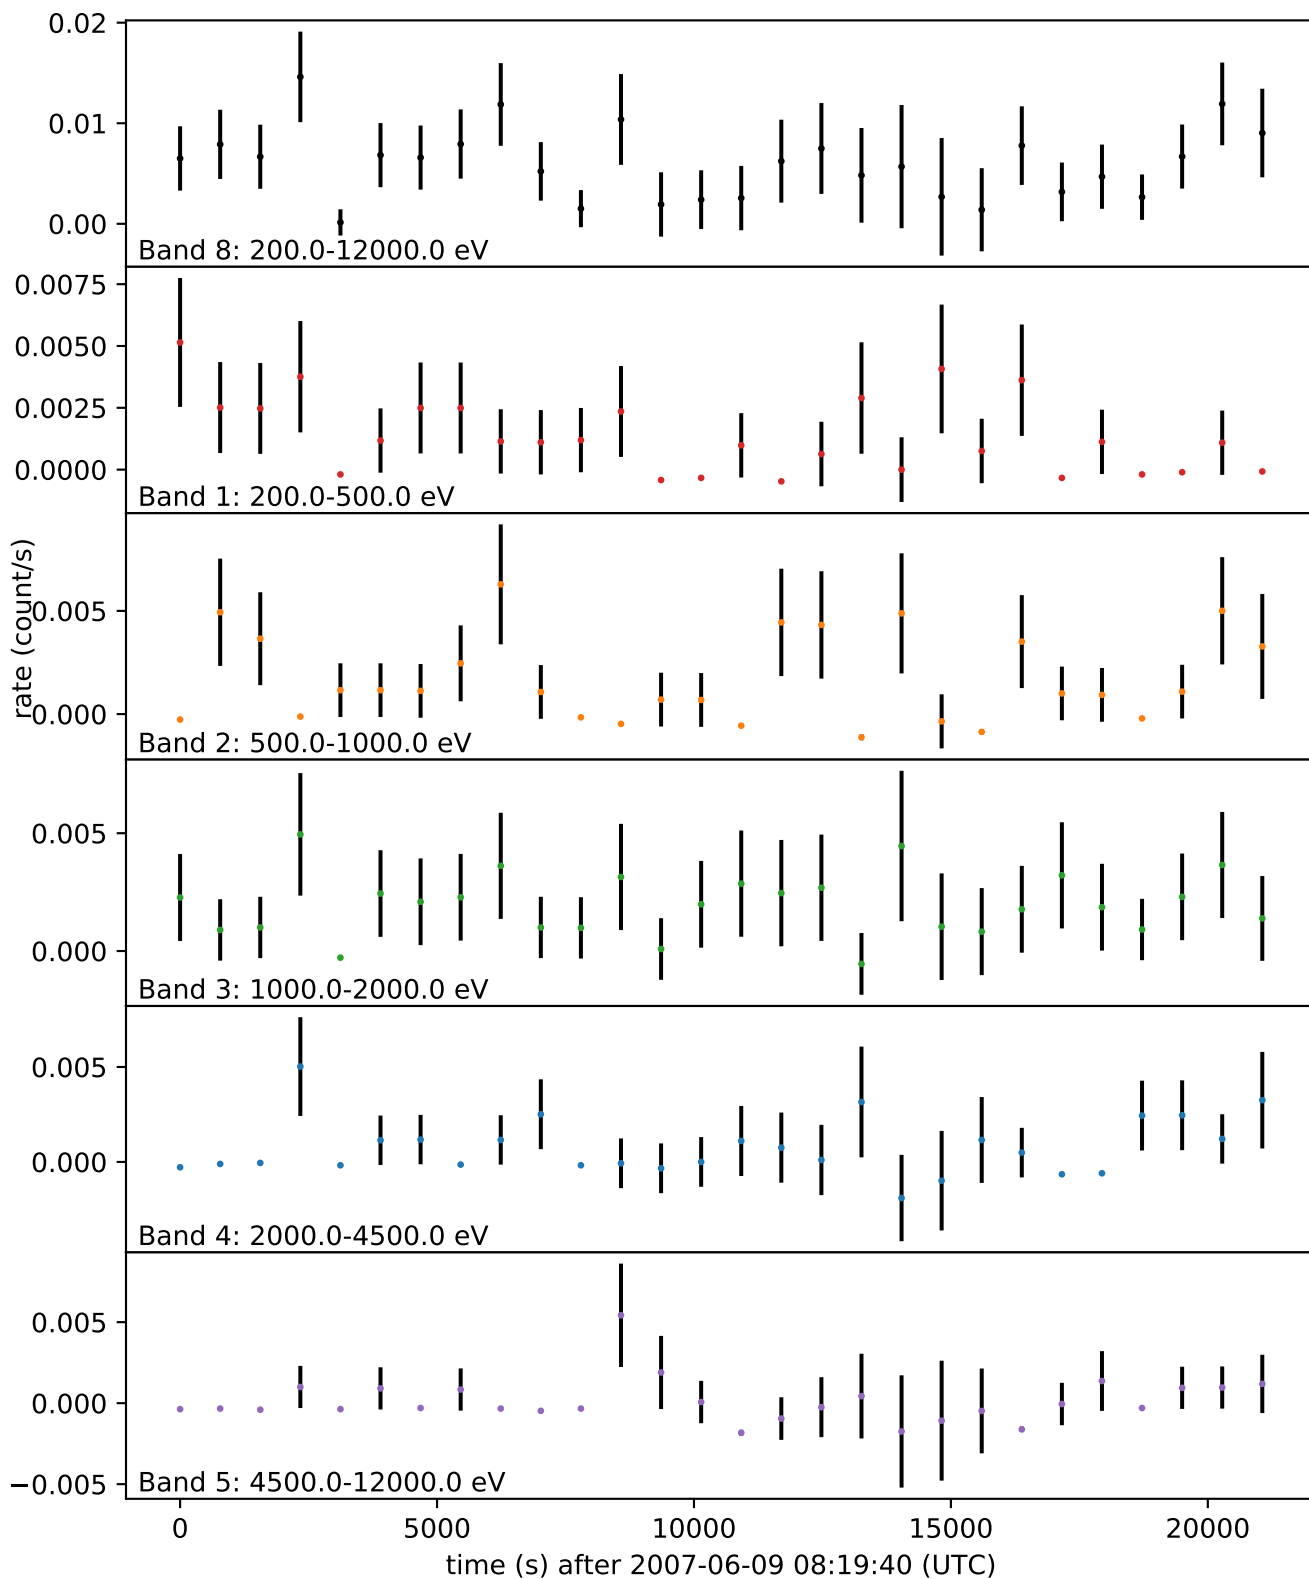 0.02
0.01
0.00
Band 8: 200.0-12000.0 eV
0.0075
0.0050
0.0025
0.0000
Band 1: 200.0-500.0 eV
rate (count/s)
0.005
0.000
Band 2: 500.0-1000.0 eV
0.005
0.000
Band 3: 1000.0-2000.0 eV
0.005
0.000
Band 4: 2000.0-4500.0 eV
0.005
0.000
−0.005
Band 5: 4500.0-12000.0 eV
0 5000 10000 15000 20000
time (s) after 2007-06-09 08:19:40 (UTC)